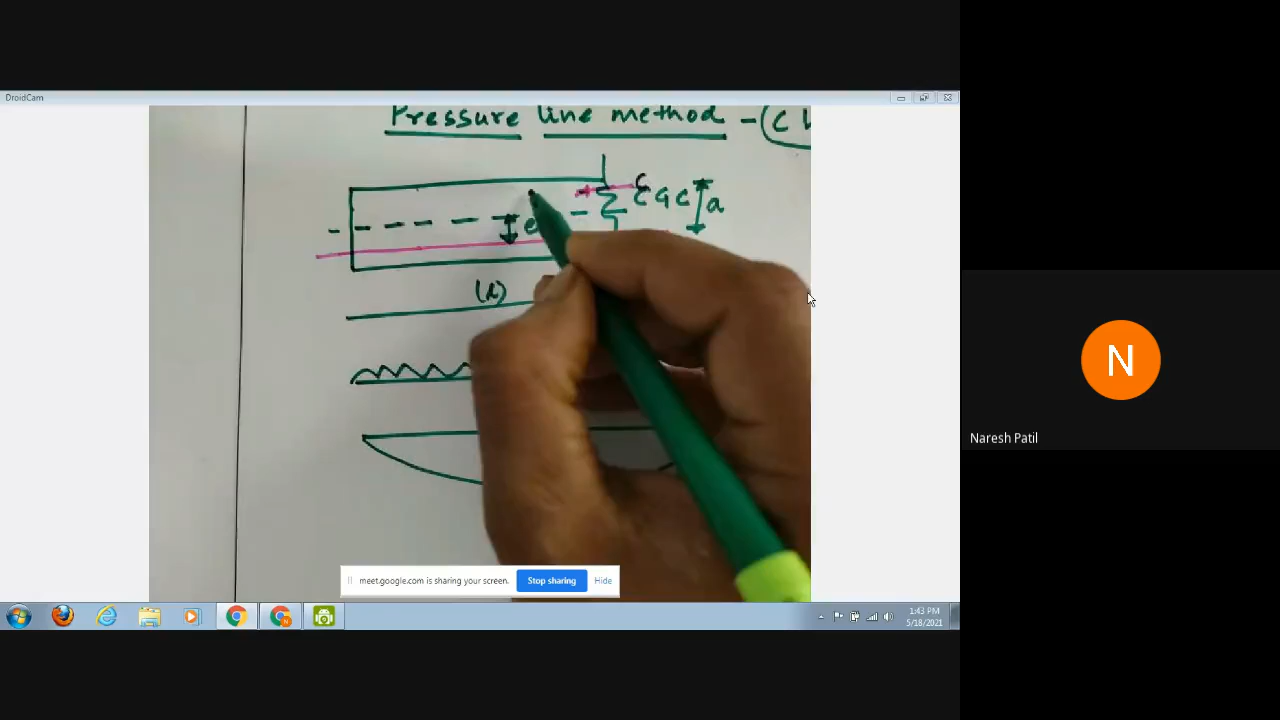 DroidCam
Pressure line method - (C
C
C G C a
e
(l)
N
Naresh Patil
meet.google.com is sharing your screen. Stop sharing Hide
1:43 PM
5/18/2021